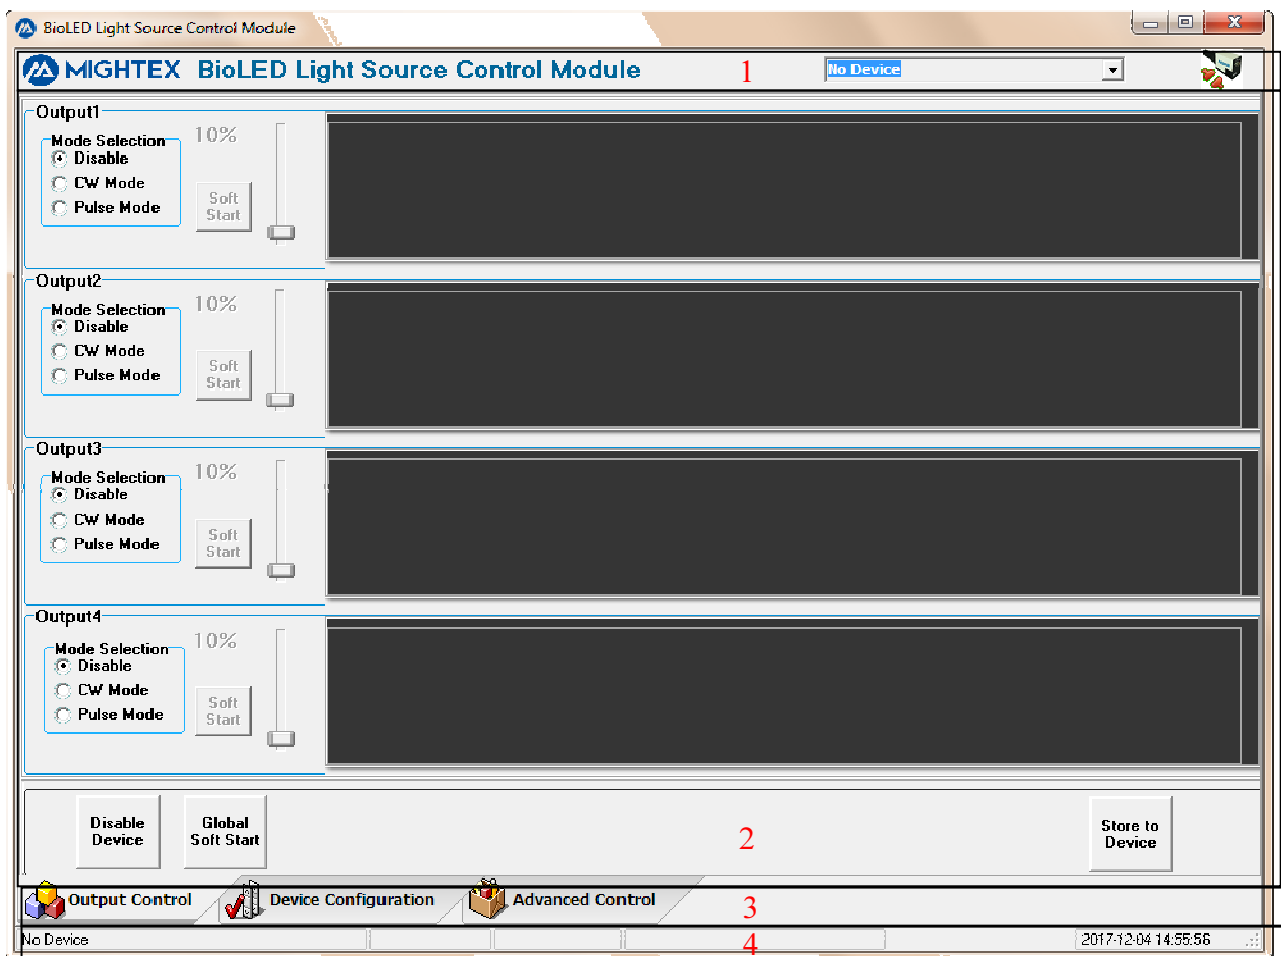 BioLED Light Source Control Module
MIGHTEX BioLED Light Source Control Module 1 No Device
Output1
Mode Selection 10%
Disable
CW Mode
Pulse Mode
Soft
Start
Output2
Mode Selection 10%
Disable
CW Mode
Pulse Mode
Soft
Start
Output3
Mode Selection 10%
Disable
CW Mode
Pulse Mode
Soft
Start
Output4
Mode Selection 10%
Disable
CW Mode
Pulse Mode
Soft
Start
Disable
Device
Global
Soft Start
2
Store to
Device
Output Control Device Configuration Advanced Control 3
No Device 4 2017-12-04 14:55:56